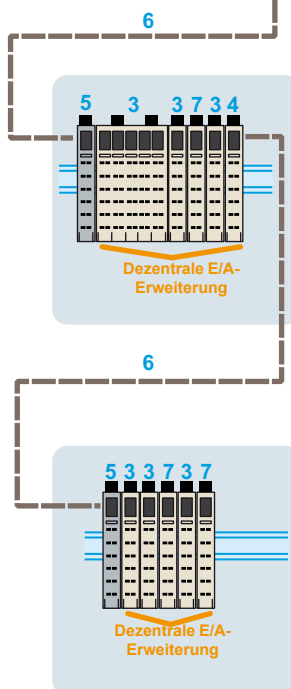 6
5 3 3 7 3 4
Dezentrale E/A-
Erweiterung
6
5 3 3 7 3 7
Dezentrale E/A-
Erweiterung